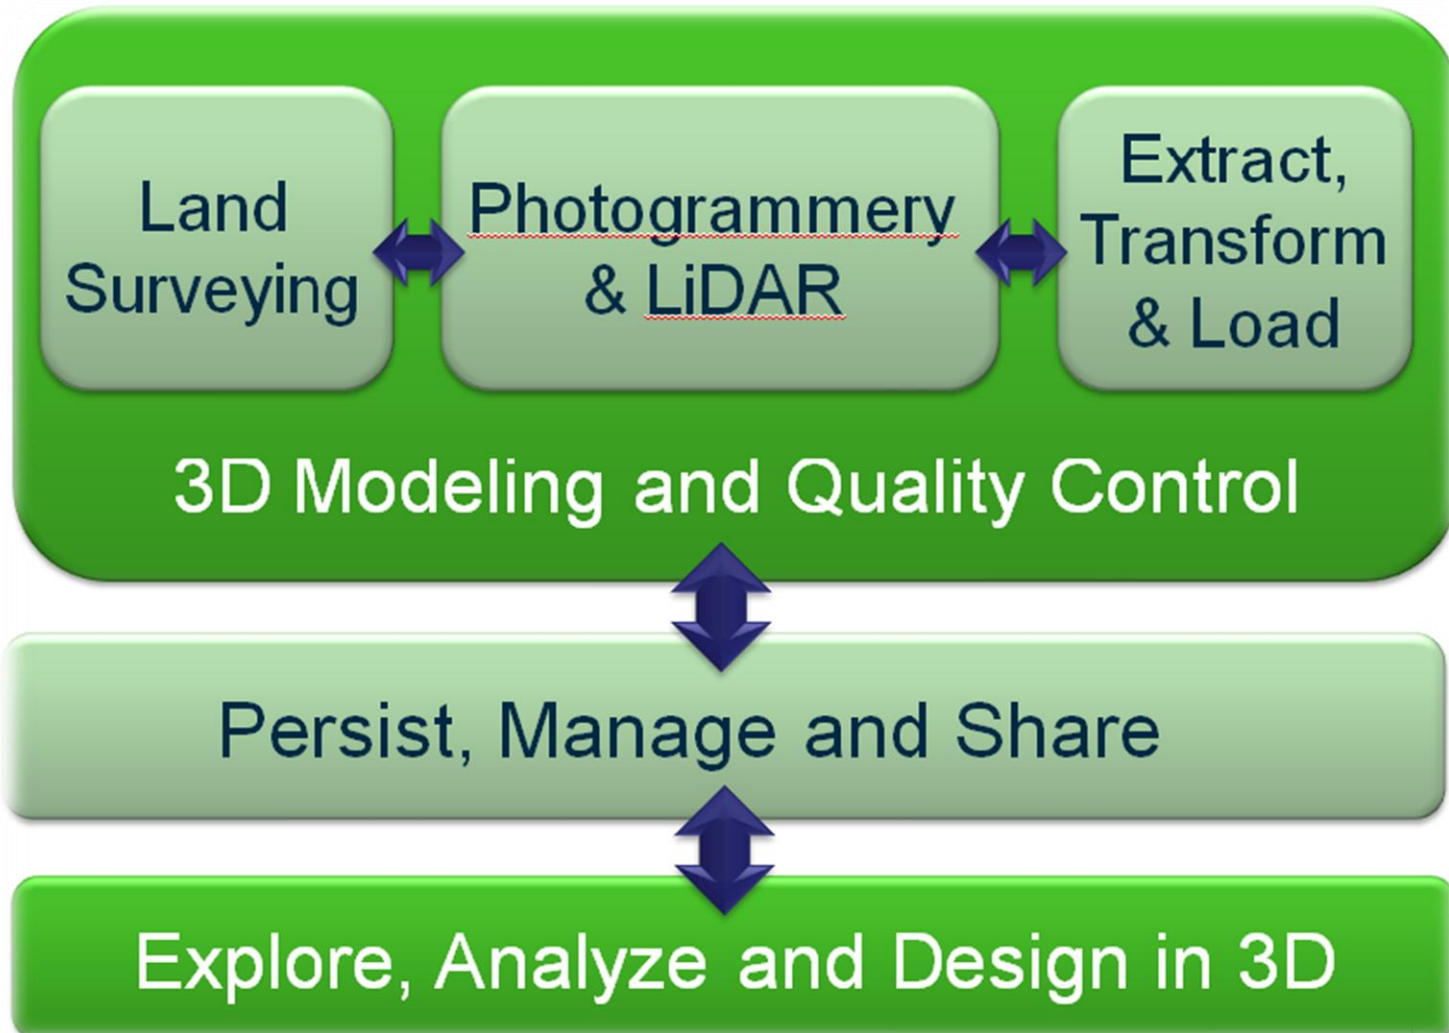 Land
Surveying
Photogrammery
& LiDAR
Extract,
Transform
& Load
3D Modeling and Quality Control
Persist, Manage and Share
Explore, Analyze and Design in 3D